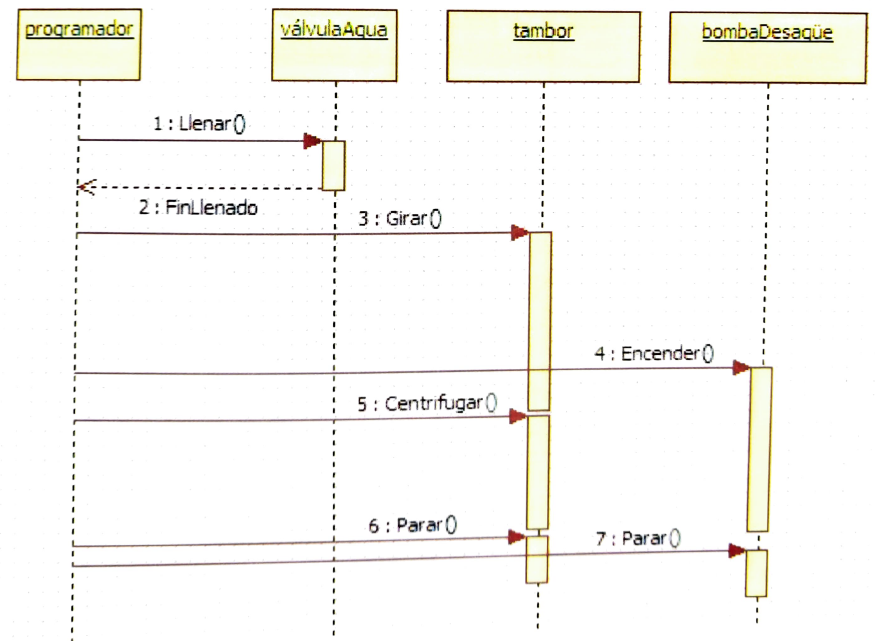 programador
válvulaAgua
tambor
bombaDesagüe
1 : Llenar()
2 : FinLlenado
3 : Girar()
4 : Encender()
5 : Centrifugar()
6 : Parar()
7 : Parar()